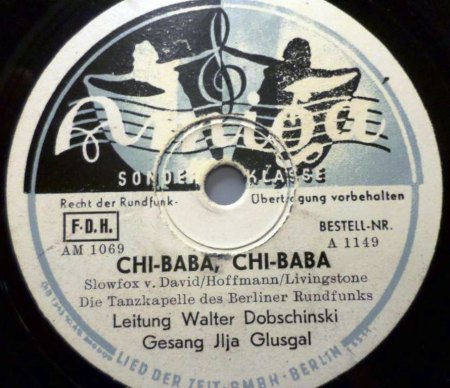 Amiga
SONDER KLASSE
Recht der Rundfunk-Übertragung vorbehalten
F.D.H.
BESTELL-NR.
AM 1069
A 1149
CHI-BABA, CHI-BABA
Slowfox v. David/Hoffmann/Livingstone
Die Tanzkapelle des Berliner Rundfunks
Leitung Walter Dobschinski
Gesang Jlja Glusgal
LIED DER ZEIT·GMBH·BERLIN